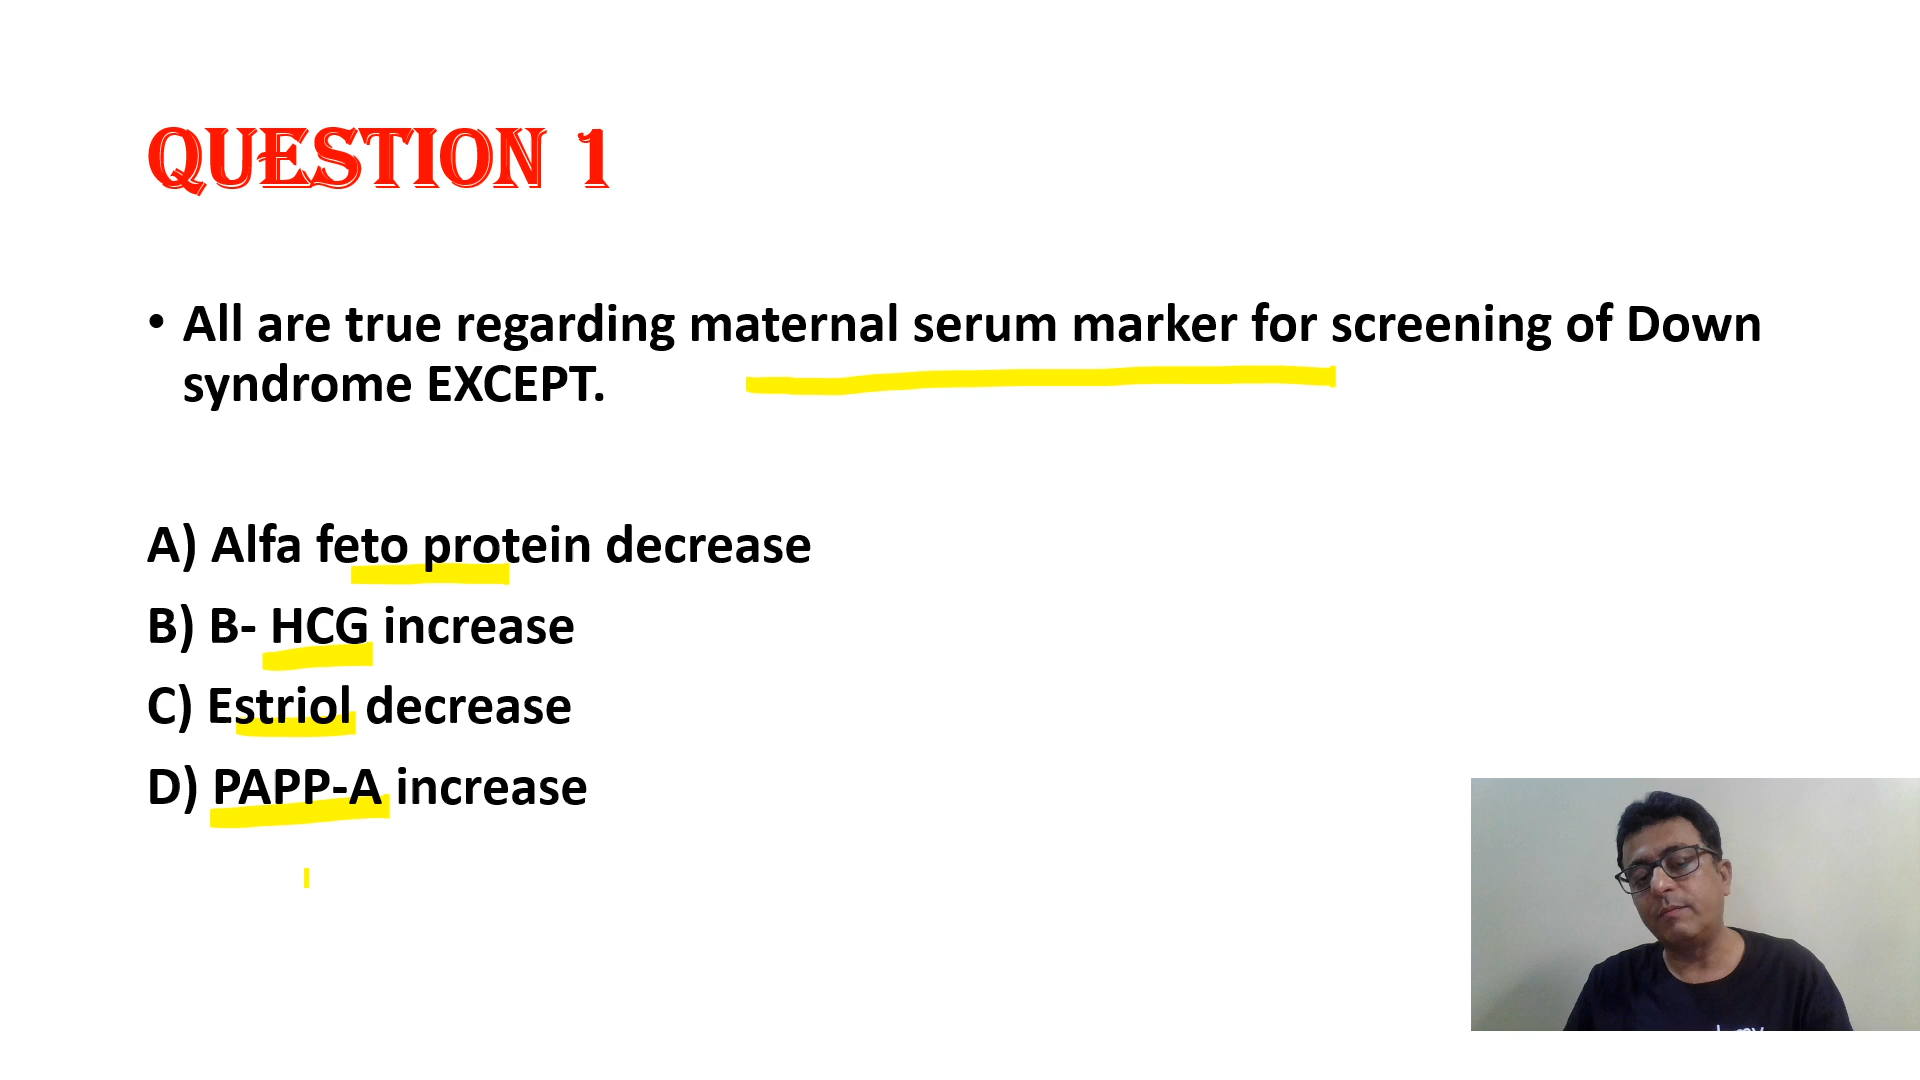 QUESTION 1
• All are true regarding maternal serum marker for screening of Down
syndrome EXCEPT.
A) Alfa feto protein decrease
B) B- HCG increase
C) Estriol decrease
D) PAPP-A increase